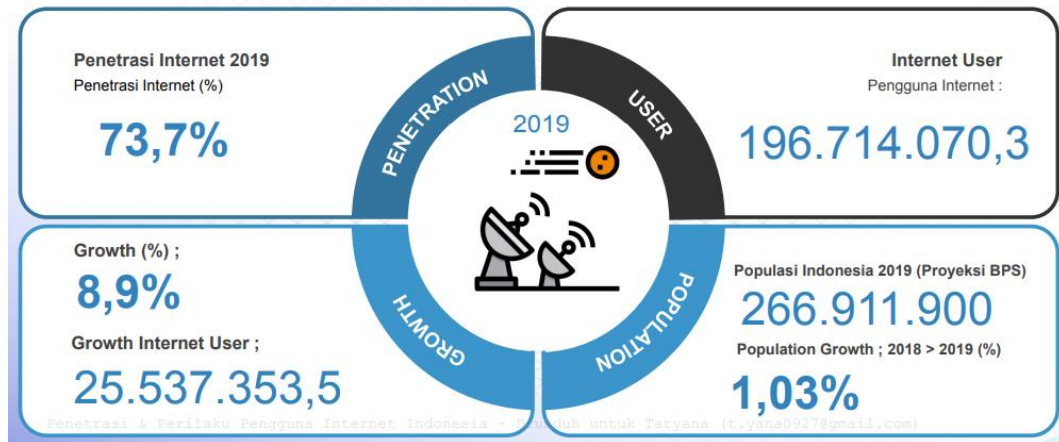 Penetrasi Internet 2019
Penetrasi Internet (%)
73,7%
PENETRATION
USER
Internet User
Pengguna Internet :
196.714.070,3
2019
Growth (%) ;
8,9%
Growth Internet User ;
25.537.353,5
GROWTH
POPULATION
Populasi Indonesia 2019 (Proyeksi BPS)
266.911.900
Population Growth ; 2018 > 2019 (%)
1,03%
Penetrasi & Perilaku Pengguna Internet Indonesia - untuk Taryana (t.yana0927@gmail.com)